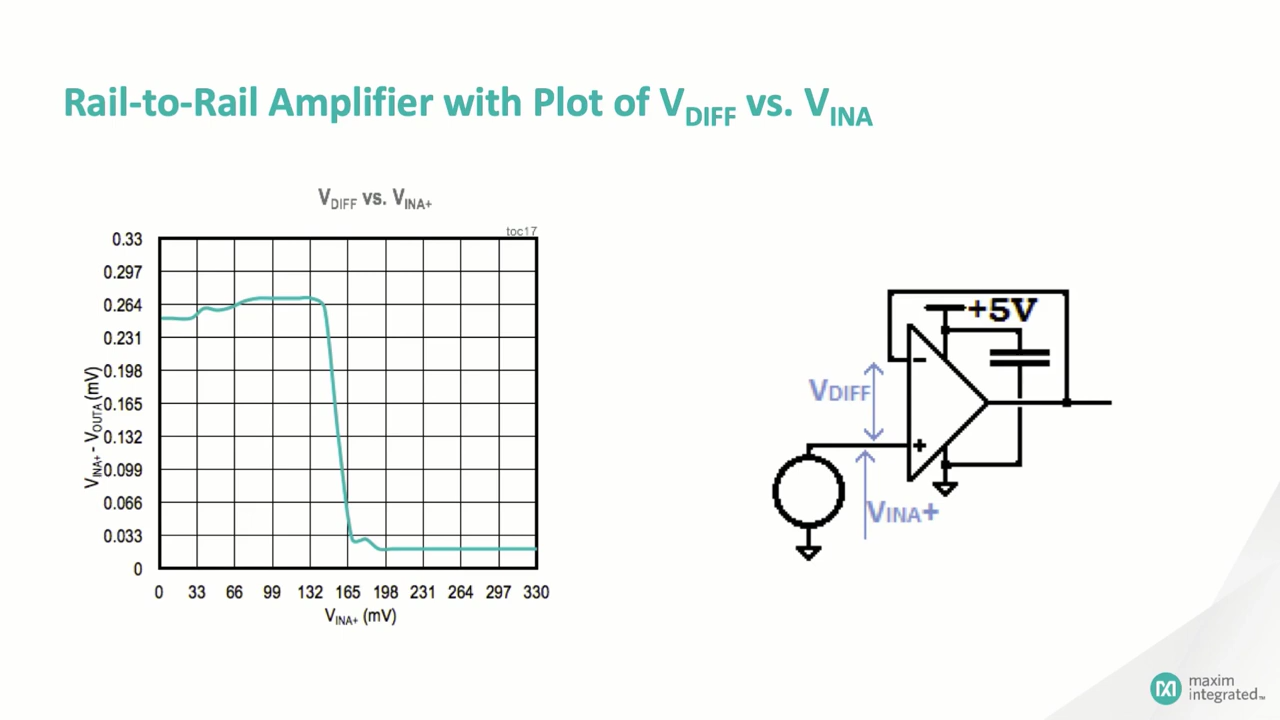 Rail-to-Rail Amplifier with Plot of VDIFF vs. VINA
VDIFF vs. VINA+
toc17
0.33
0.297
0.264
0.231
0.198
0.165
0.132
0.099
0.066
0.033
0
VINA+ - VOUTA (mV)
0 33 66 99 132 165 198 231 264 297 330
VINA+ (mV)
+5V
−
VDIFF
+
VINA+
maxim
integrated™